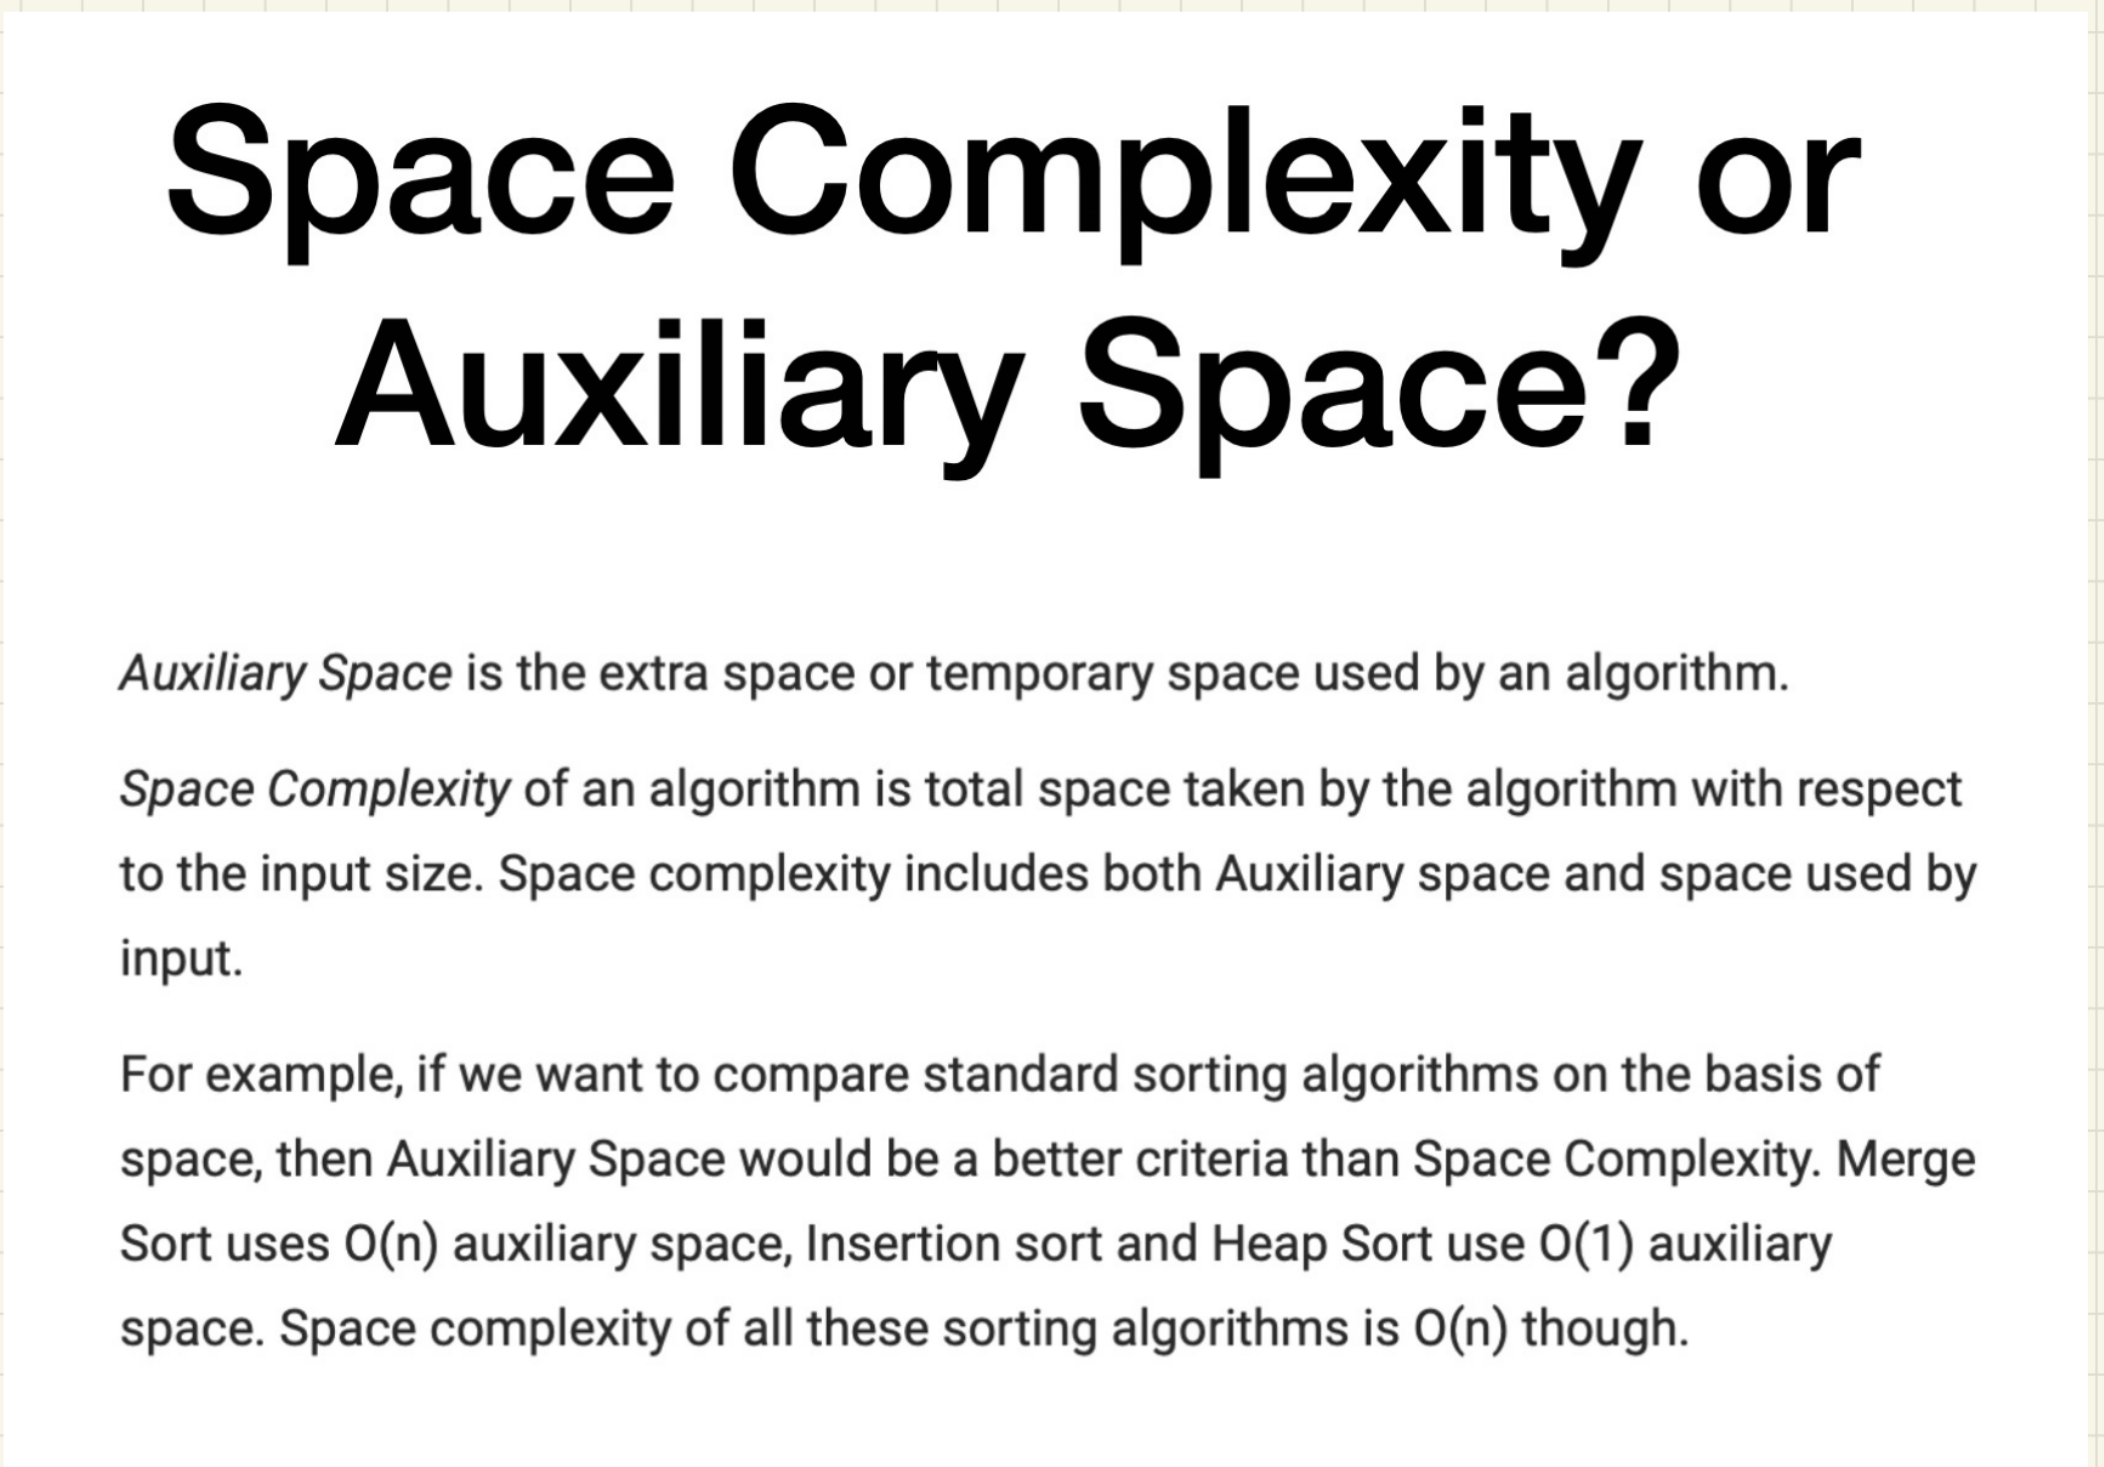 Space Complexity or
Auxiliary Space?
Auxiliary Space is the extra space or temporary space used by an algorithm.
Space Complexity of an algorithm is total space taken by the algorithm with respect
to the input size. Space complexity includes both Auxiliary space and space used by
input.
For example, if we want to compare standard sorting algorithms on the basis of
space, then Auxiliary Space would be a better criteria than Space Complexity. Merge
Sort uses O(n) auxiliary space, Insertion sort and Heap Sort use O(1) auxiliary
space. Space complexity of all these sorting algorithms is O(n) though.